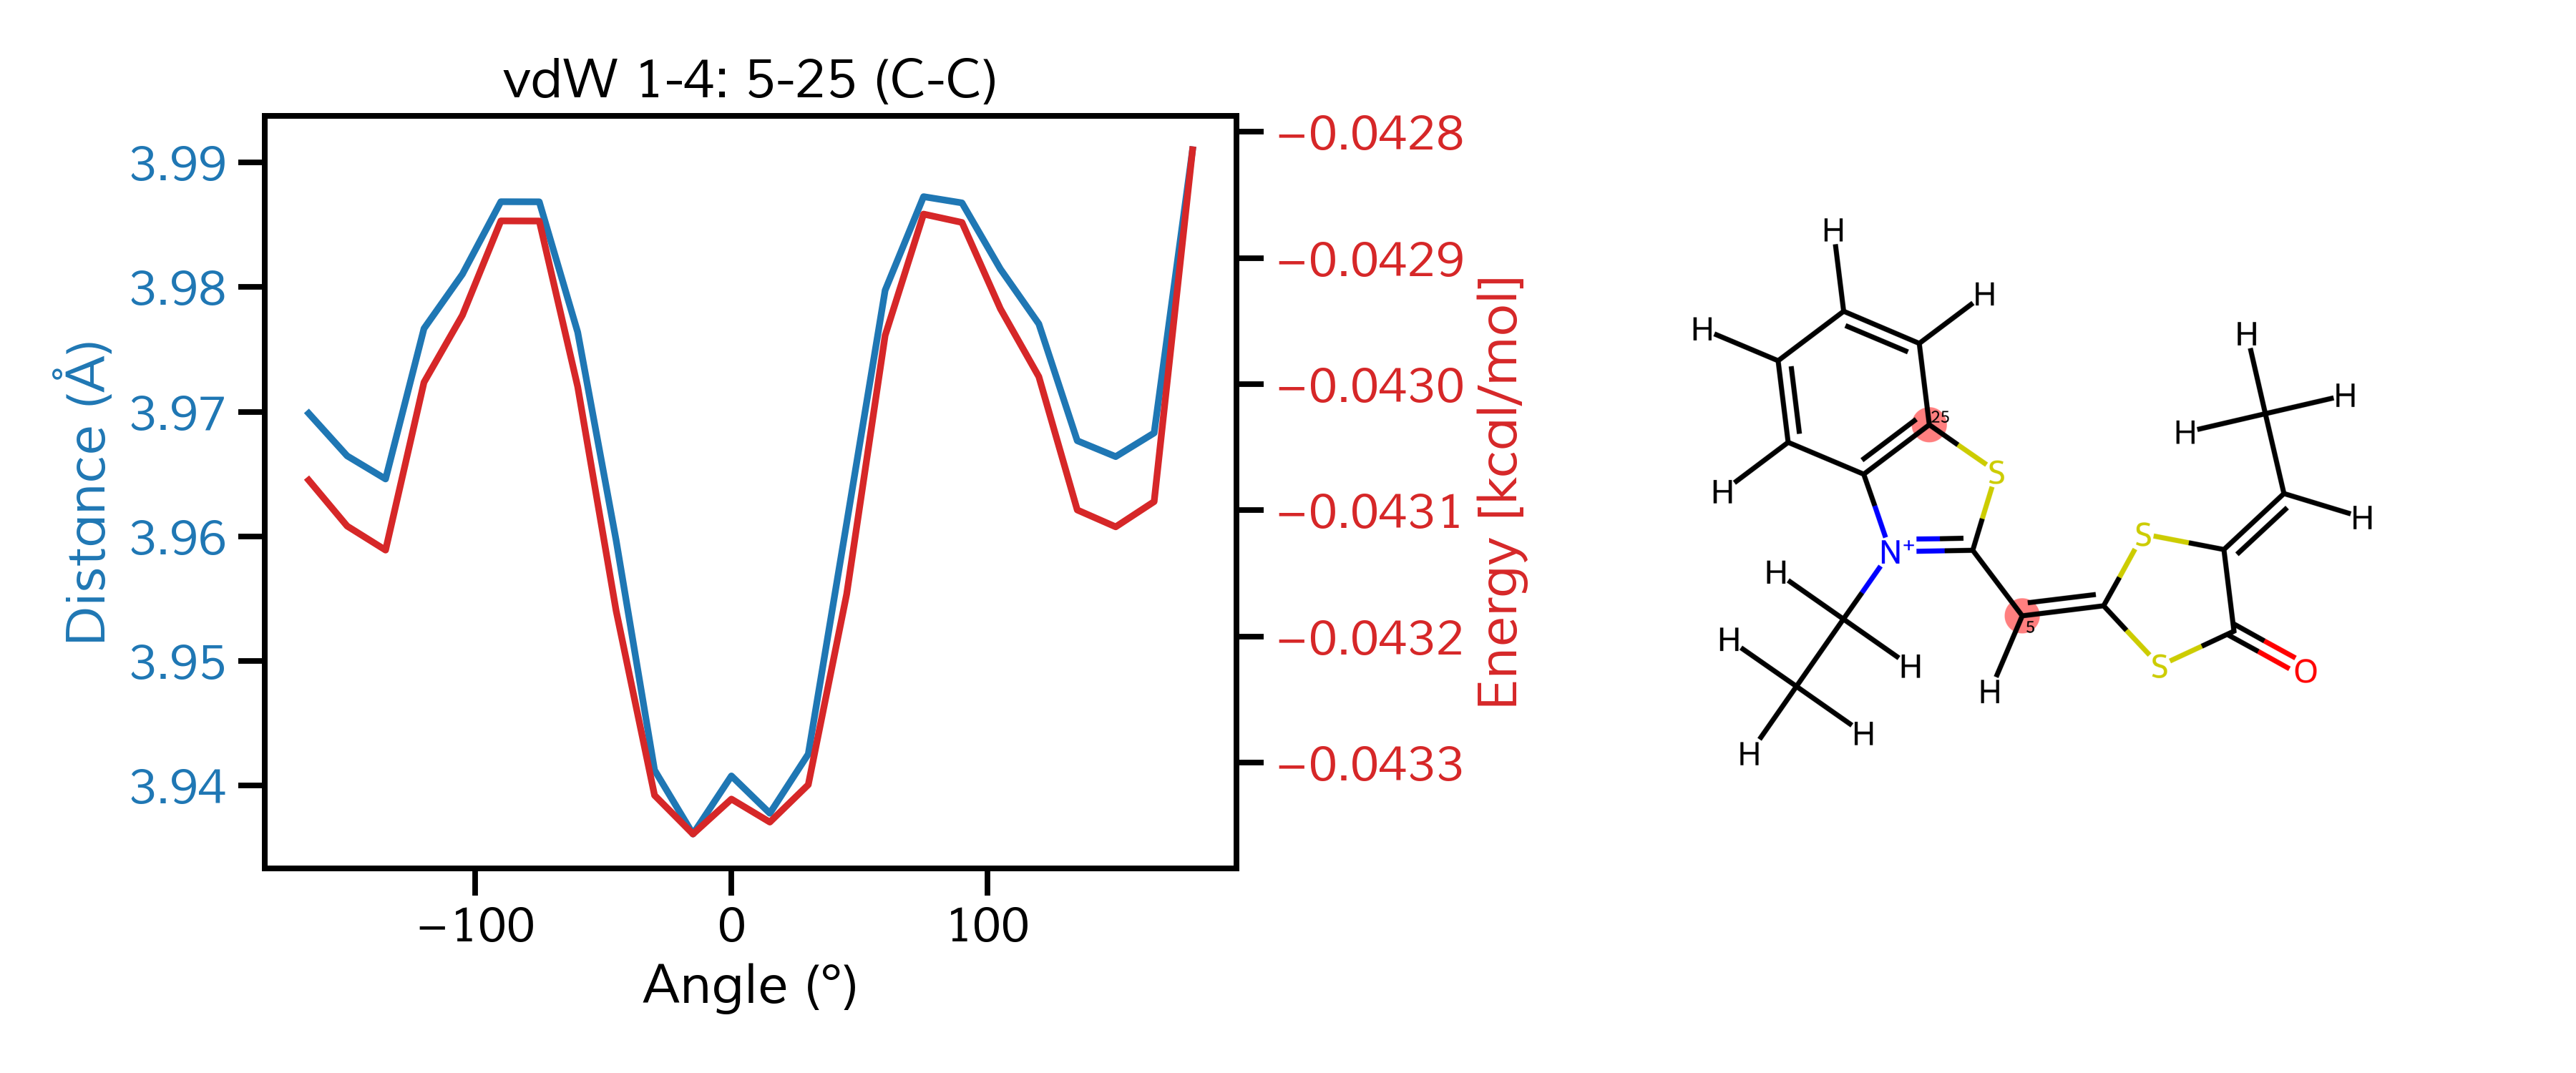 vdW 1-4: 5-25 (C-C)
3.99
3.98
3.97
3.96
3.95
3.94
Distance (Å)
−0.0428
−0.0429
−0.0430
−0.0431
−0.0432
−0.0433
Energy [kcal/mol]
−100 0 100
Angle (°)
H
H
H
H
H
H
H
25
S
H
H
S
N+
H
5
H
H
S
O
H
H
H